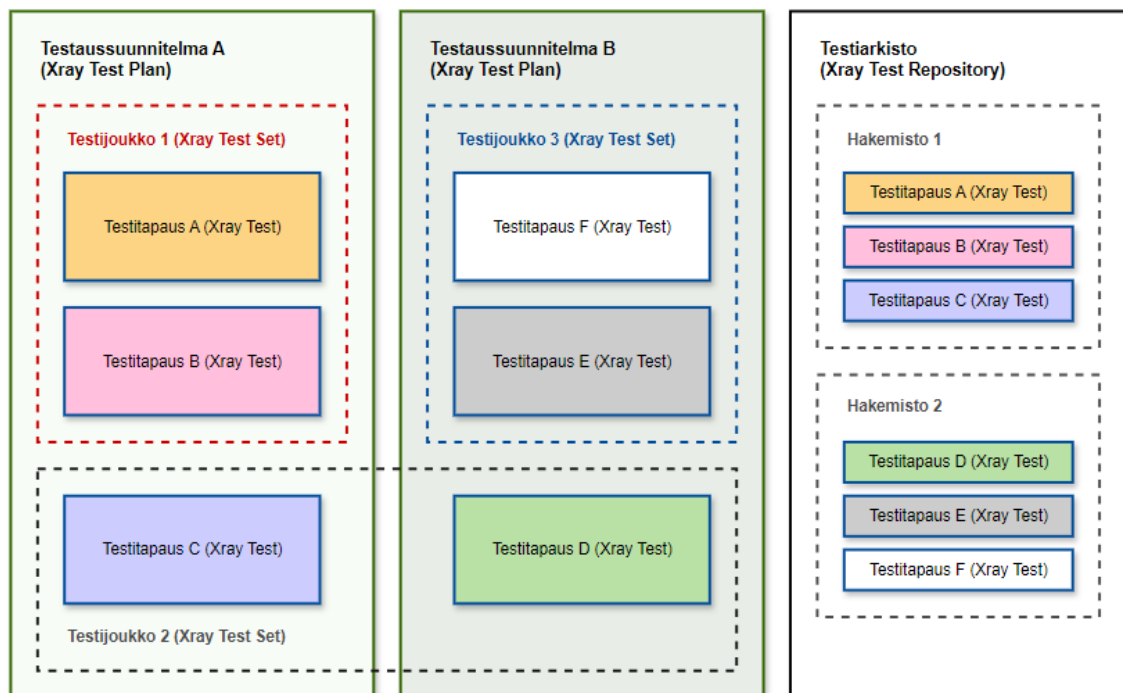 Testaussuunnitelma A
(Xray Test Plan)
Testijoukko 1 (Xray Test Set)
Testitapaus A (Xray Test)
Testitapaus B (Xray Test)
Testitapaus C (Xray Test)
Testijoukko 2 (Xray Test Set)
Testaussuunnitelma B
(Xray Test Plan)
Testijoukko 3 (Xray Test Set)
Testitapaus F (Xray Test)
Testitapaus E (Xray Test)
Testitapaus D (Xray Test)
Testiarkisto
(Xray Test Repository)
Hakemisto 1
Testitapaus A (Xray Test)
Testitapaus B (Xray Test)
Testitapaus C (Xray Test)
Hakemisto 2
Testitapaus D (Xray Test)
Testitapaus E (Xray Test)
Testitapaus F (Xray Test)